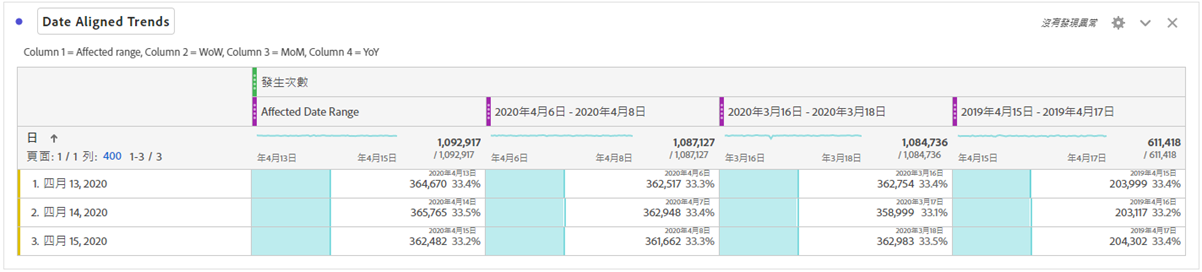 Date Aligned Trends
沒有發現異常
Column 1 = Affected range, Column 2 = WoW, Column 3 = MoM, Column 4 = YoY
發生次數
Affected Date Range 2020年4月6日 - 2020年4月8日 2020年3月16日 - 2020年3月18日 2019年4月15日 - 2019年4月17日
日 ↑
頁面: 1 / 1 列: 400 1-3 / 3
年4月13日 年4月15日 1,092,917 / 1,092,917
年4月6日 年4月8日 1,087,127 / 1,087,127
年3月16日 年3月18日 1,084,736 / 1,084,736
年4月15日 年4月17日 611,418 / 611,418
2020年4月13日 2020年4月6日 2020年3月16日 2019年4月15日
1. 四月 13, 2020 364,670 33.4% 362,517 33.3% 362,754 33.4% 203,999 33.4%
2020年4月14日 2020年4月7日 2020年3月17日 2019年4月16日
2. 四月 14, 2020 365,765 33.5% 362,948 33.4% 358,999 33.1% 203,117 33.2%
2020年4月15日 2020年4月8日 2020年3月18日 2019年4月17日
3. 四月 15, 2020 362,482 33.2% 361,662 33.3% 362,983 33.5% 204,302 33.4%